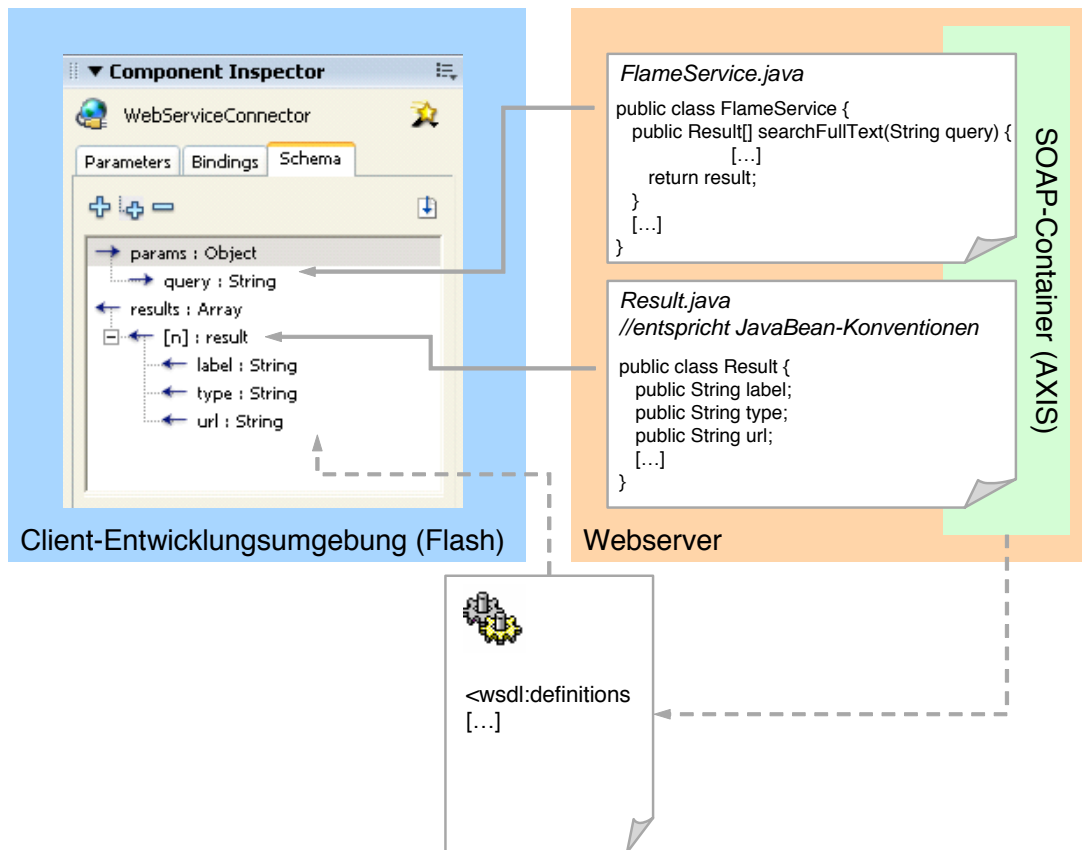 Component Inspector
WebServiceConnector
Parameters
Bindings
Schema
params : Object
query : String
results : Array
[n] : result
label : String
type : String
url : String
Client-Entwicklungsumgebung (Flash)
FlameService.java
public class FlameService {
public Result[] searchFullText(String query) {
[…]
return result;
}
[…]
}
Result.java
//entspricht JavaBean-Konventionen
public class Result {
public String label;
public String type;
public String url;
[…]
}
SOAP-Container (AXIS)
Webserver
<wsdl:definitions
[…]